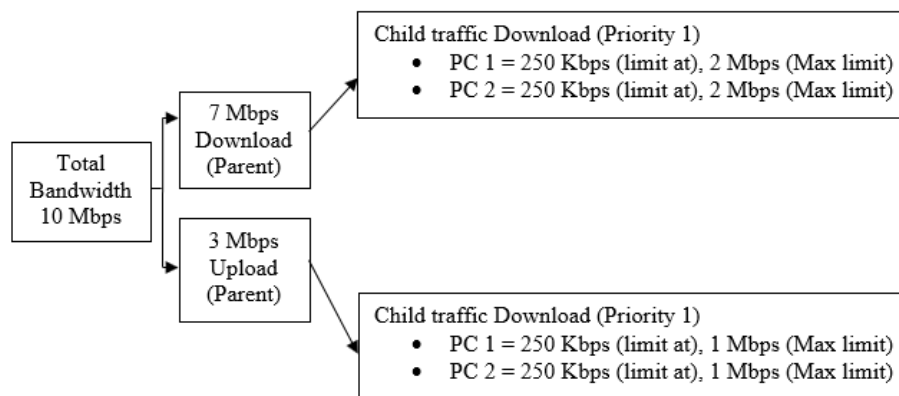 Total
Bandwidth
10 Mbps
7 Mbps
Download
(Parent)
3 Mbps
Upload
(Parent)
Child traffic Download (Priority 1)
• PC 1 = 250 Kbps (limit at), 2 Mbps (Max limit)
• PC 2 = 250 Kbps (limit at), 2 Mbps (Max limit)
Child traffic Download (Priority 1)
• PC 1 = 250 Kbps (limit at), 1 Mbps (Max limit)
• PC 2 = 250 Kbps (limit at), 1 Mbps (Max limit)